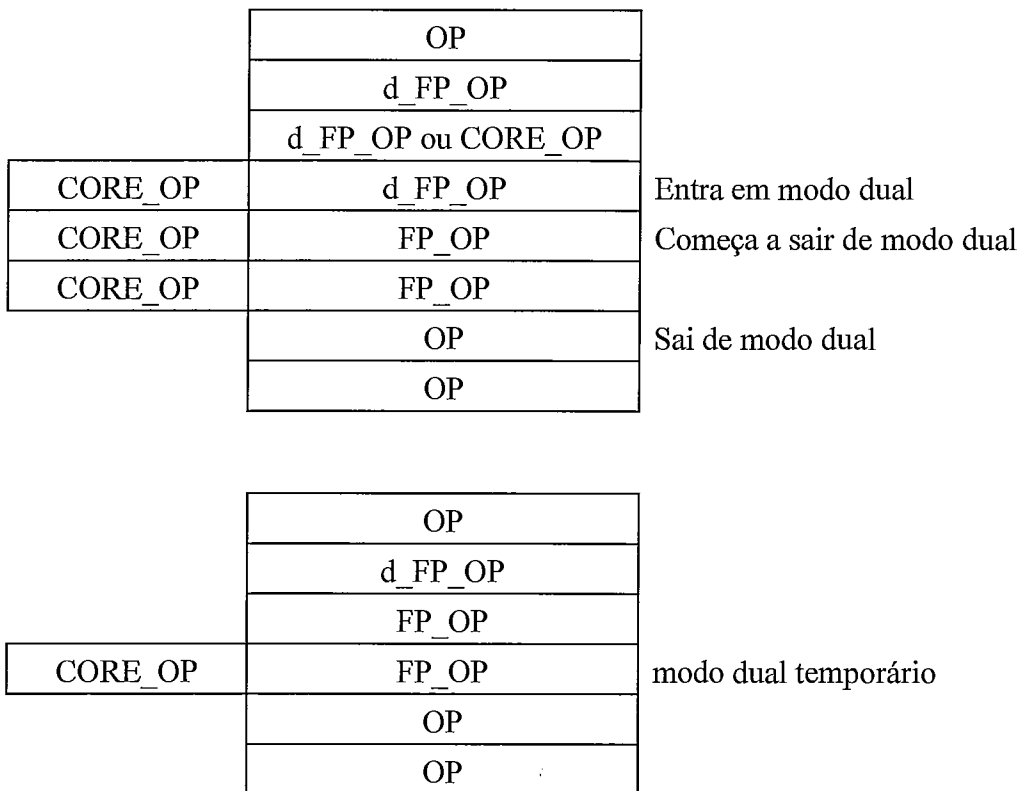 OP
d_FP_OP
d_FP_OP ou CORE_OP
CORE_OP d_FP_OP Entra em modo dual
CORE_OP FP_OP Começa a sair de modo dual
CORE_OP FP_OP
OP Sai de modo dual
OP
OP
d_FP_OP
FP_OP
CORE_OP FP_OP modo dual temporário
OP
OP